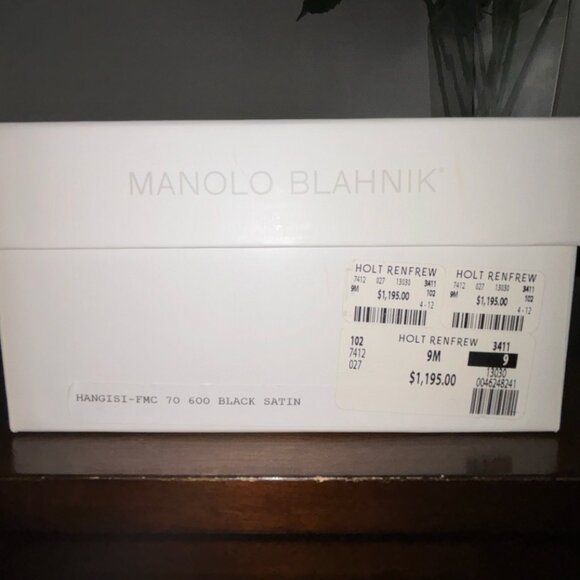 MANOLO BLAHNIK®
HOLT RENFREW
7412 027 13030 3411
9M $1,195.00 102
4-12
HOLT RENFREW
7412 027 13030 3411
9M $1,195.00 102
4-12
102 HOLT RENFREW 3411
7412 9M 9
027 13030
$1,195.00 0046248241
HANGISI-FMC 70 600 BLACK SATIN